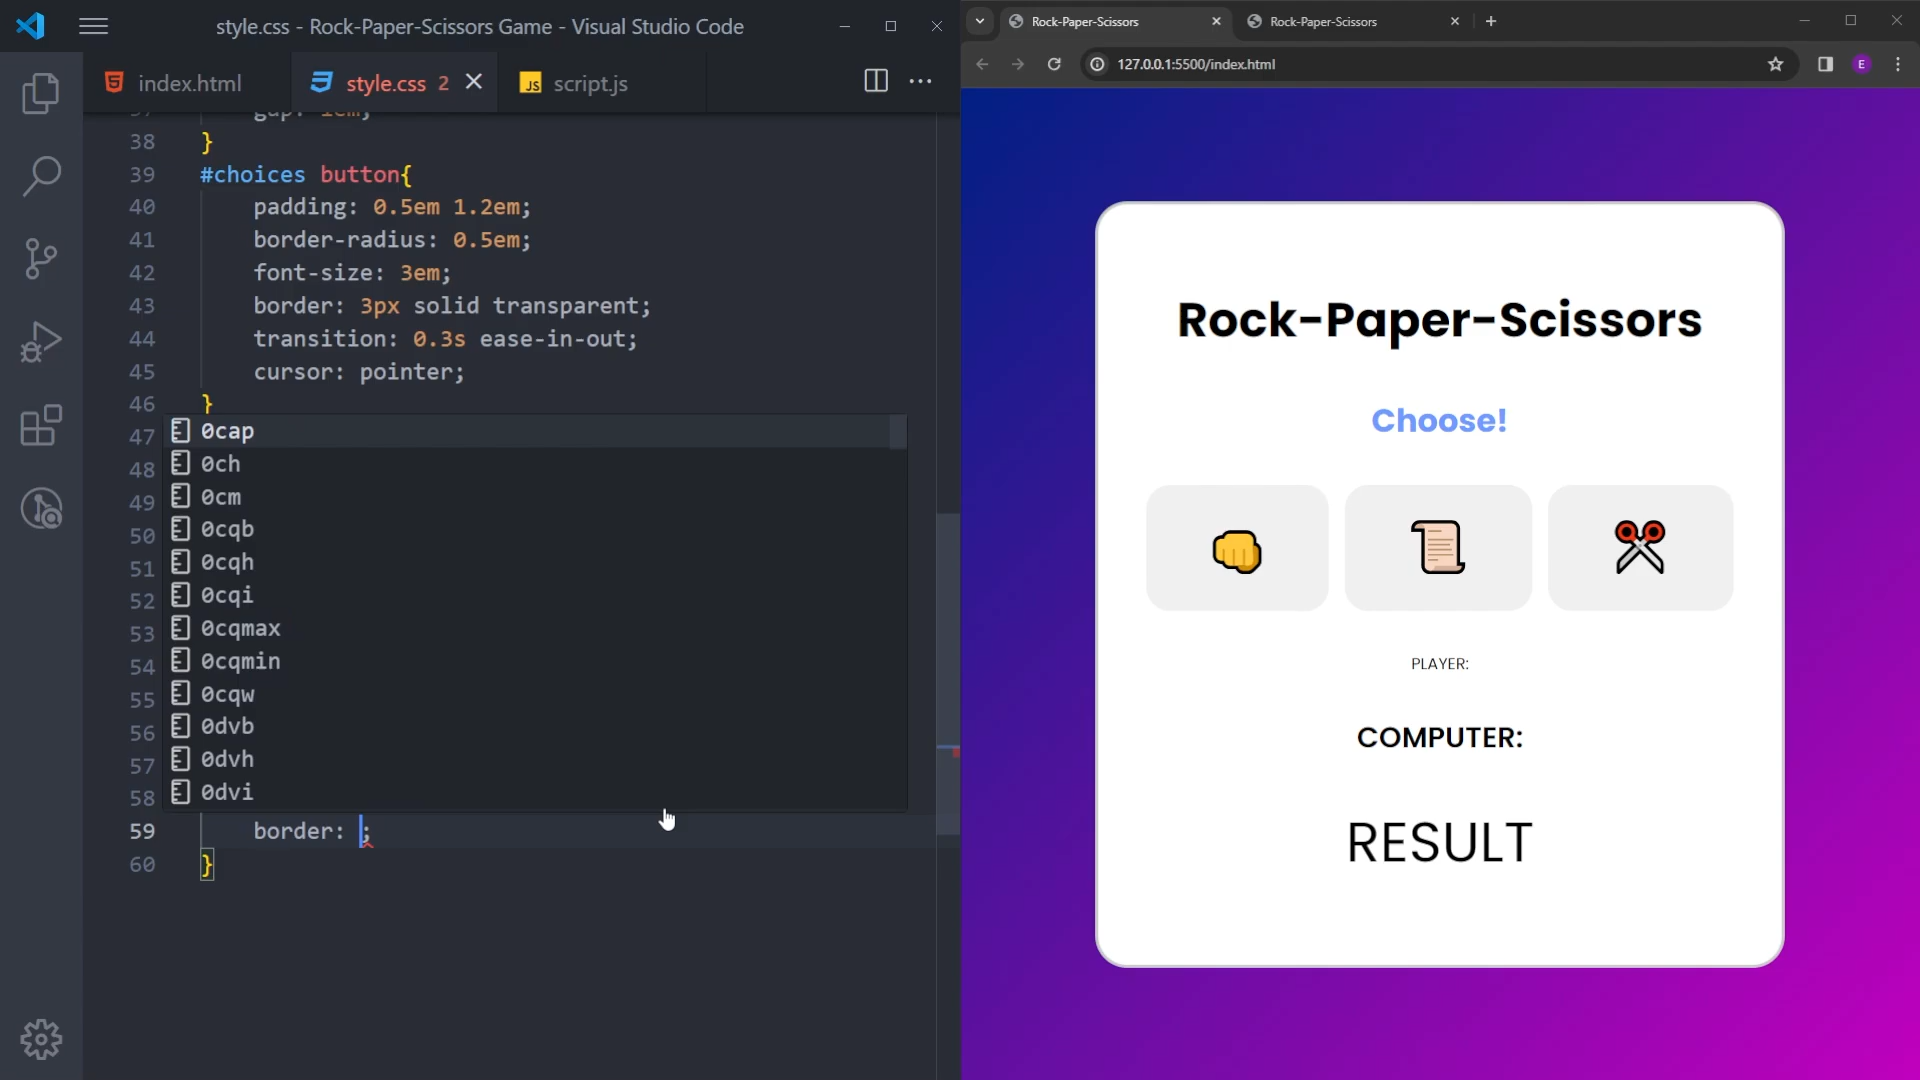 style.css - Rock-Paper-Scissors Game - Visual Studio Code
index.html
style.css 2
JS script.js
37 gap: 1em;
38 }
39 #choices button{
40 padding: 0.5em 1.2em;
41 border-radius: 0.5em;
42 font-size: 3em;
43 border: 3px solid transparent;
44 transition: 0.3s ease-in-out;
45 cursor: pointer;
46 }
47 0cap
48 0ch
49 0cm
50 0cqb
51 0cqh
52 0cqi
53 0cqmax
54 0cqmin
55 0cqw
56 0dvb
57 0dvh
58 0dvi
59 border: ;
60 }
Rock-Paper-Scissors
Rock-Paper-Scissors
127.0.0.1:5500/index.html
E
Rock-Paper-Scissors
Choose!
PLAYER:
COMPUTER:
RESULT